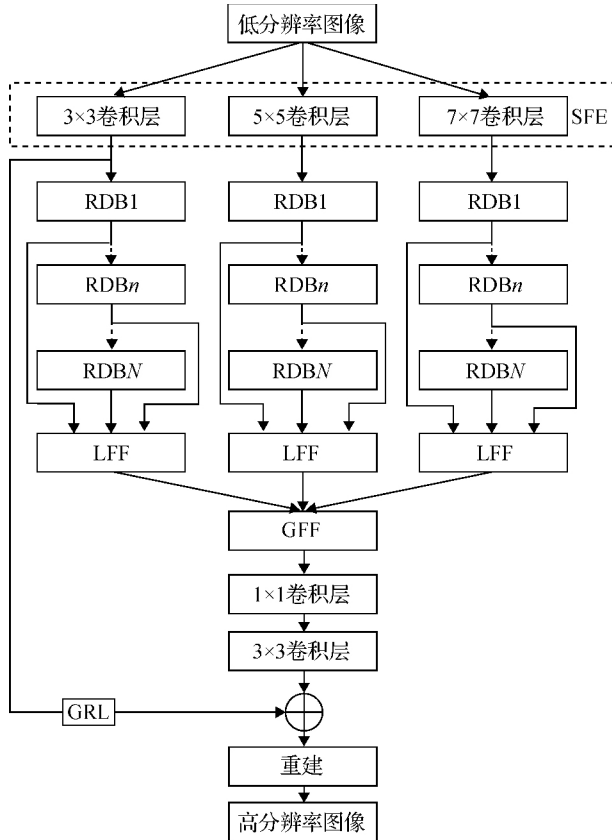 低分辨率图像
3×3卷积层 5×5卷积层 7×7卷积层 SFE
RDB1 RDB1 RDB1
RDBn RDBn RDBn
RDBN RDBN RDBN
LFF LFF LFF
GFF
1×1卷积层
3×3卷积层
GRL
重建
高分辨率图像